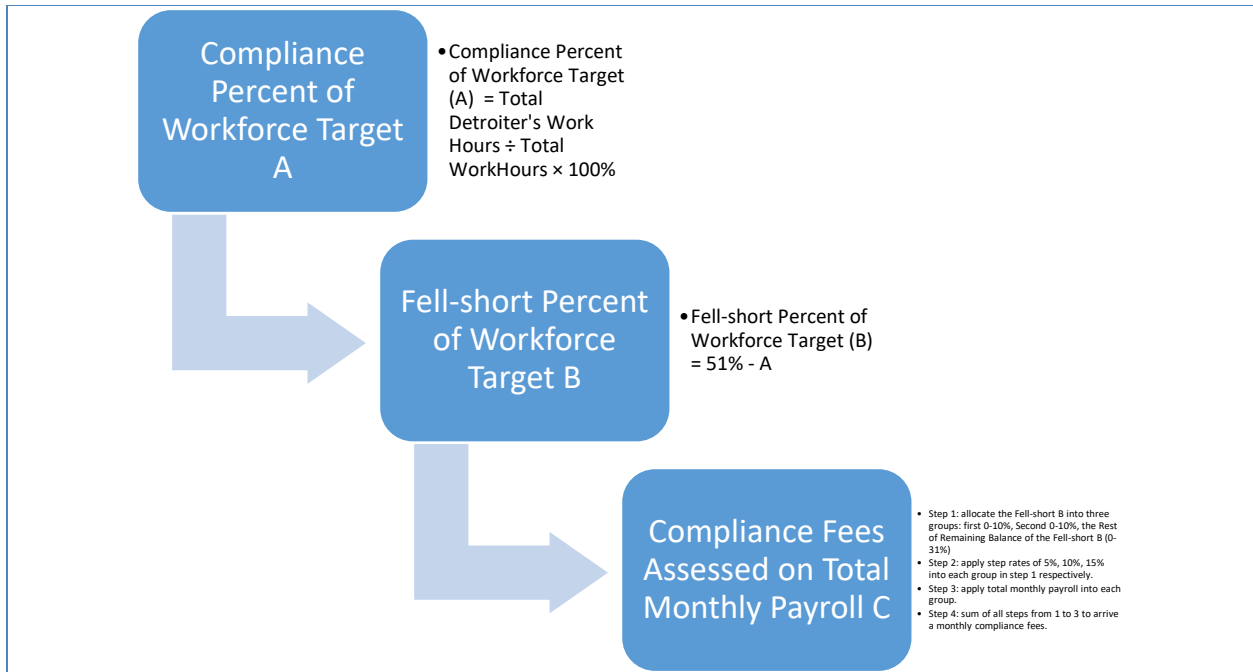 Compliance
Percent of
Workforce Target
A
•Compliance Percent
of Workforce Target
(A)  = Total
Detroiter's Work
Hours ÷ Total
WorkHours × 100%
Fell-short Percent
of Workforce
Target B
•Fell-short Percent of
Workforce Target (B)
= 51% - A
Compliance Fees
Assessed on Total
Monthly Payroll C
• Step 1: allocate the Fell-short B into three
groups: first 0-10%, Second 0-10%, the Rest
of Remaining Balance of the Fell-short B (0-
31%)
• Step 2: apply step rates of 5%, 10%, 15%
into each group in step 1 respectively.
• Step 3: apply total monthly payroll into each
group.
• Step 4: sum of all steps from 1 to 3 to arrive
a monthly compliance fees.